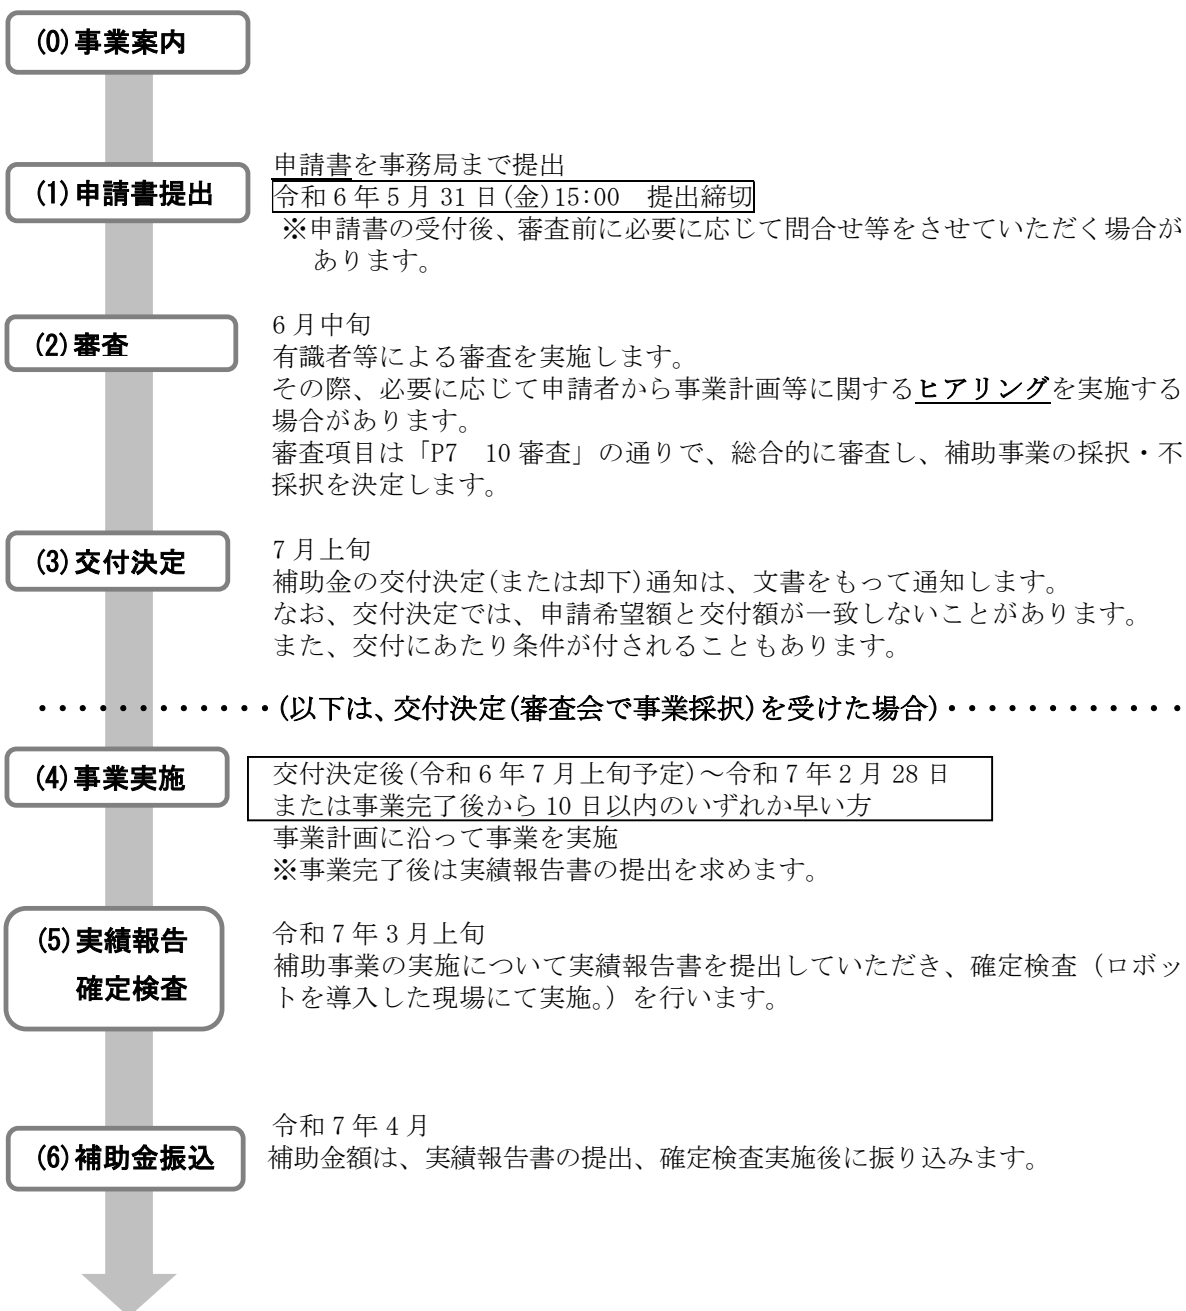 (0)事業案内
(1)申請書提出
申請書を事務局まで提出
令和6年5月31日(金)15:00　提出締切
※申請書の受付後、審査前に必要に応じて問合せ等をさせていただく場合が
あります。
(2)審査
6月中旬
有識者等による審査を実施します。
その際、必要に応じて申請者から事業計画等に関するヒアリングを実施する
場合があります。
審査項目は「P7　10審査」の通りで、総合的に審査し、補助事業の採択・不
採択を決定します。
(3)交付決定
7月上旬
補助金の交付決定(または却下)通知は、文書をもって通知します。
なお、交付決定では、申請希望額と交付額が一致しないことがあります。
また、交付にあたり条件が付されることもあります。
・・・・・・・・・・・・(以下は、交付決定(審査会で事業採択)を受けた場合)・・・・・・・・・・・・
(4)事業実施
交付決定後(令和6年7月上旬予定)～令和7年2月28日
または事業完了後から10日以内のいずれか早い方
事業計画に沿って事業を実施
※事業完了後は実績報告書の提出を求めます。
(5)実績報告
確定検査
令和7年3月上旬
補助事業の実施について実績報告書を提出していただき、確定検査（ロボッ
トを導入した現場にて実施。）を行います。
(6)補助金振込
令和7年4月
補助金額は、実績報告書の提出、確定検査実施後に振り込みます。